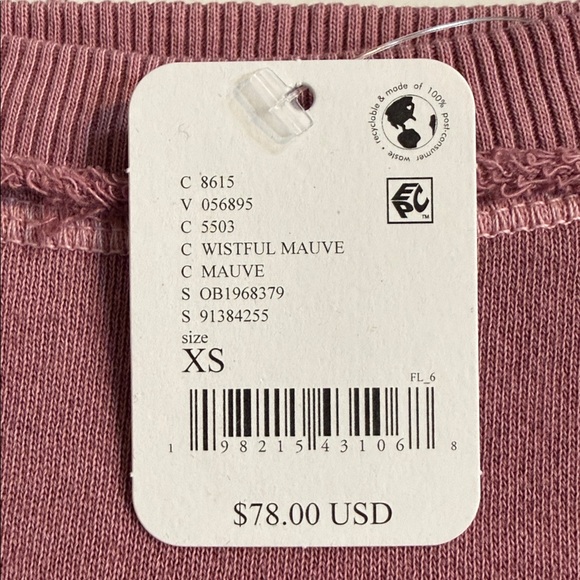 recyclable & made of 100% post-consumer waste •
C 8615
V 056895
C 5503
C WISTFUL MAUVE
C MAUVE
S OB1968379
S 91384255
size
XS
EPC™
FL_6
1 98215 43106 8
$78.00 USD